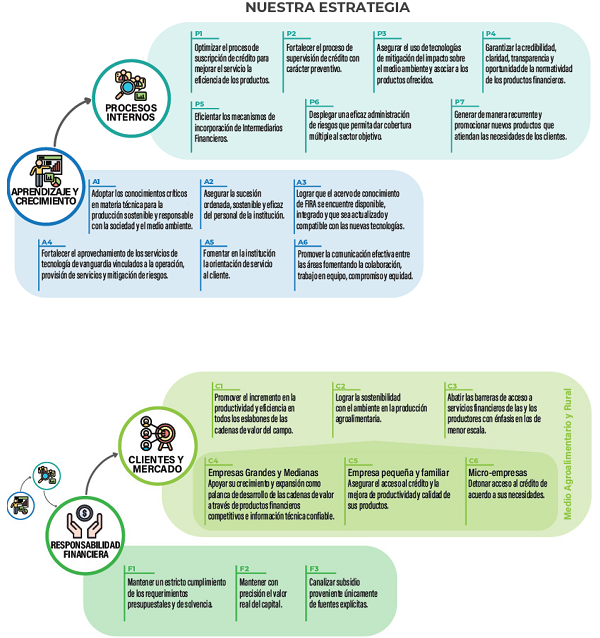 NUESTRA ESTRATEGIA
P1
Optimizar el proceso de
suscripción de crédito para
mejorar el servicio la
eficiencia de los productos.
P2
Fortalecer el proceso de
supervisión de crédito con
carácter preventivo.
P3
Asegurar el uso de tecnologías
de mitigación del impacto sobre
el medio ambiente y asociar a los
productos ofrecidos.
P4
Garantizar la credibilidad,
claridad, transparencia y
oportunidad de la normatividad
de los productos financieros.
PROCESOS
INTERNOS
P5
Eficientar los mecanismos de
incorporación de Intermediarios
Financieros.
P6
Desplegar una eficaz administración
de riesgos que permita dar cobertura
múltiple al sector objetivo.
P7
Generar de manera recurrente y
promocionar nuevos productos que
atiendan las necesidades de los clientes.
APRENDIZAJE Y
CRECIMIENTO
A1
Adoptar los conocimientos críticos
en materia técnica para la
producción sostenible y responsable
con la sociedad y el medio ambiente.
A2
Asegurar la sucesión
ordenada, sostenible y eficaz
del personal de la institución.
A3
Lograr que el acervo de conocimiento
de FIRA se encuentre disponible,
integrado y que sea actualizado y
compatible con las nuevas tecnologías.
A4
Fortalecer el aprovechamiento de los servicios de
tecnología de vanguardia vinculados a la operación,
provisión de servicios y mitigación de riesgos.
A5
Fomentar en la institución
la orientación de servicio
al cliente.
A6
Promover la comunicación efectiva entre
las áreas fomentando la colaboración,
trabajo en equipo, compromiso y equidad.
C1
Promover el incremento en la
productividad y eficiencia en
todos los eslabones de las
cadenas de valor del campo.
C2
Lograr la sostenibilidad
con el ambiente en la producción
agroalimentaria.
C3
Abatir las barreras de acceso a
servicios financieros de las y los
productores con énfasis en los de
menor escala.
CLIENTES Y
MERCADO
C4
Empresas Grandes y Medianas
Apoyar su crecimiento y expansión como
palanca de desarrollo de las cadenas de valor
a través de productos financieros
competitivos e información técnica confiable.
C5
Empresa pequeña y familiar
Asegurar el acceso al crédito y la
mejora de productividad y calidad de
sus productos.
C6
Micro-empresas
Detonar acceso al crédito de
acuerdo a sus necesidades.
Medio Agroalimentario y Rural
RESPONSABILIDAD
FINANCIERA
F1
Mantener un estricto cumplimiento
de los requerimientos
presupuestales y de solvencia.
F2
Mantener con
precisión el valor
real del capital.
F3
Canalizar subsidio
proveniente únicamente
de fuentes explícitas.